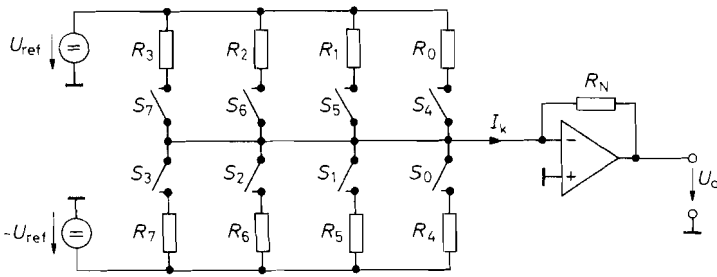 U_ref R_3 R_2 R_1 R_0
S_7 S_6 S_5 S_4
R_N
I_k
=
-
+
S_3 S_2 S_1 S_0
U_o
-U_ref R_7 R_6 R_5 R_4
=